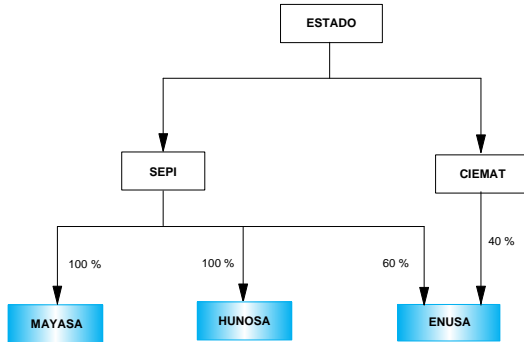 ESTADO
SEPI
CIEMAT
40 %
100 %
100 %
60 %
MAYASA
HUNOSA
ENUSA